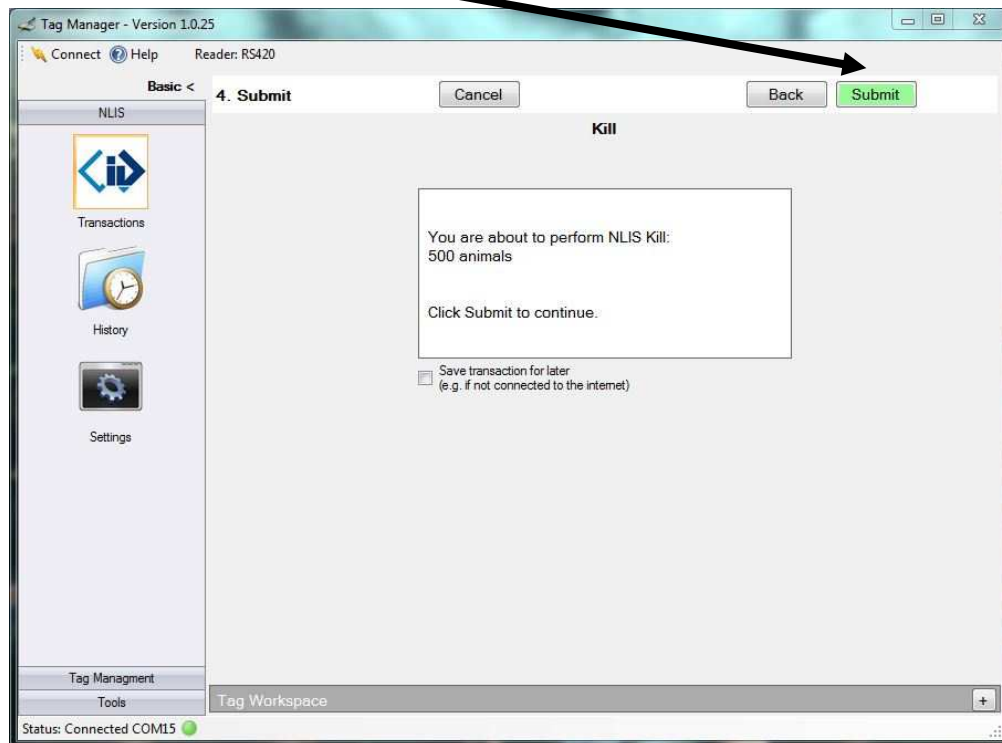 Tag Manager - Version 1.0.25
Connect Help Reader: RS420
Basic <
NLIS
Transactions
History
Settings
Tag Managment
Tools
4. Submit Cancel Back Submit
Kill
You are about to perform NLIS Kill:
500 animals
Click Submit to continue.
Save transaction for later
(e.g. if not connected to the internet)
Tag Workspace +
Status: Connected COM15